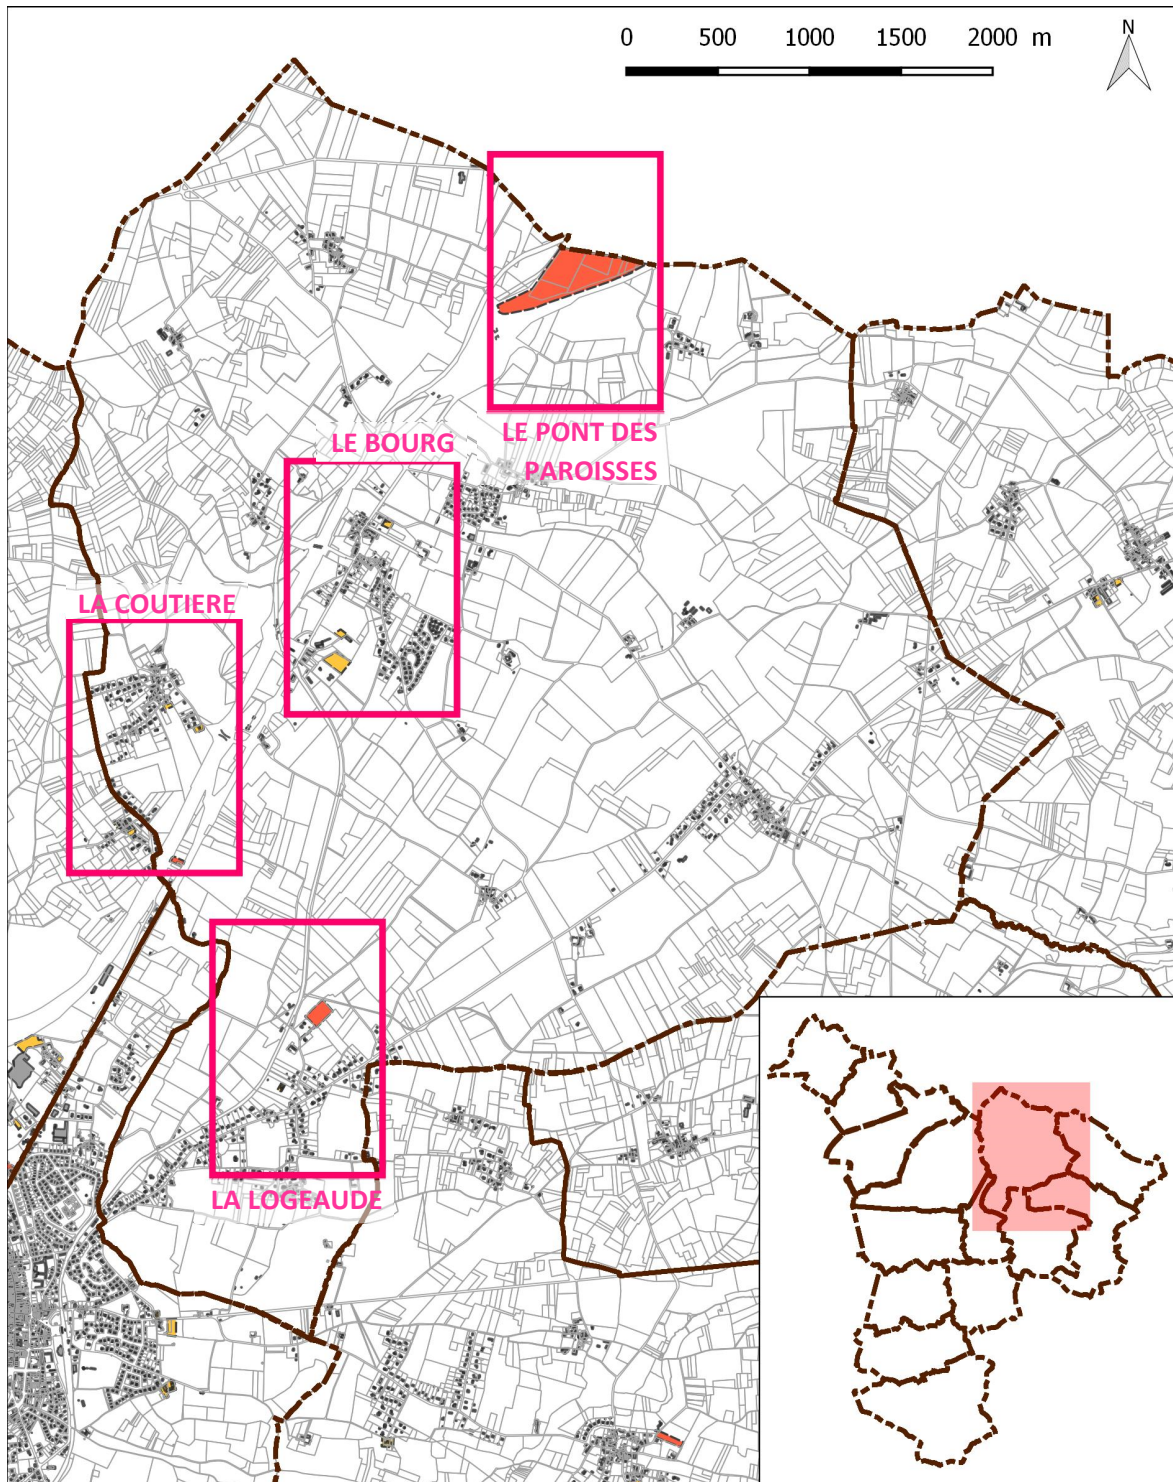 0 500 1000 1500 2000 m
N
LE BOURG
LE PONT DES
PAROISSES
LA COUTIERE
LA LOGEAUDE